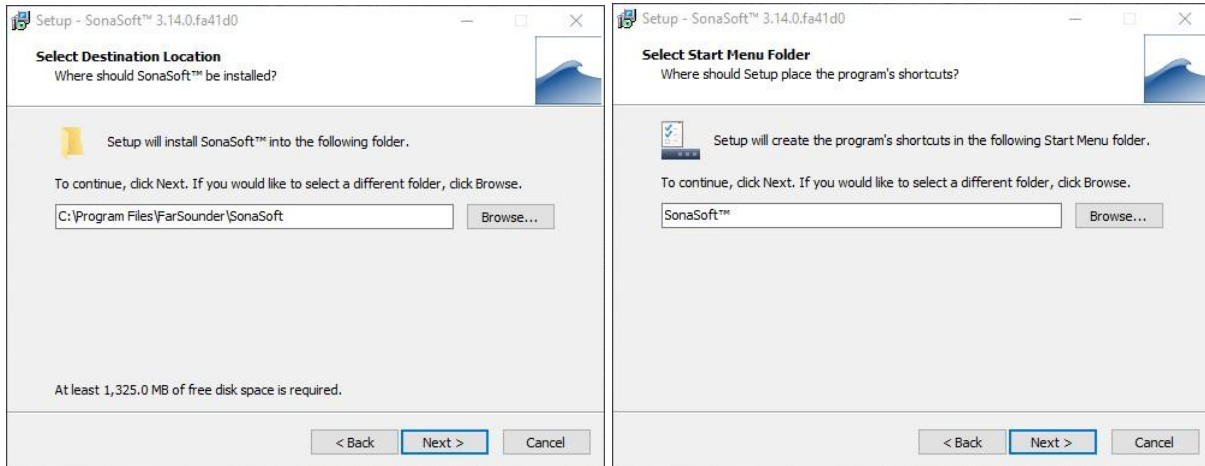 Setup - SonaSoft™ 3.14.0.fa41d0
Select Destination Location
Where should SonaSoft™ be installed?
Setup will install SonaSoft™ into the following folder.
To continue, click Next. If you would like to select a different folder, click Browse.
C:\Program Files\FarSounder\SonaSoft
Browse...
At least 1,325.0 MB of free disk space is required.
< Back
Next >
Cancel
Setup - SonaSoft™ 3.14.0.fa41d0
Select Start Menu Folder
Where should Setup place the program's shortcuts?
Setup will create the program's shortcuts in the following Start Menu folder.
To continue, click Next. If you would like to select a different folder, click Browse.
SonaSoft™
Browse...
< Back
Next >
Cancel